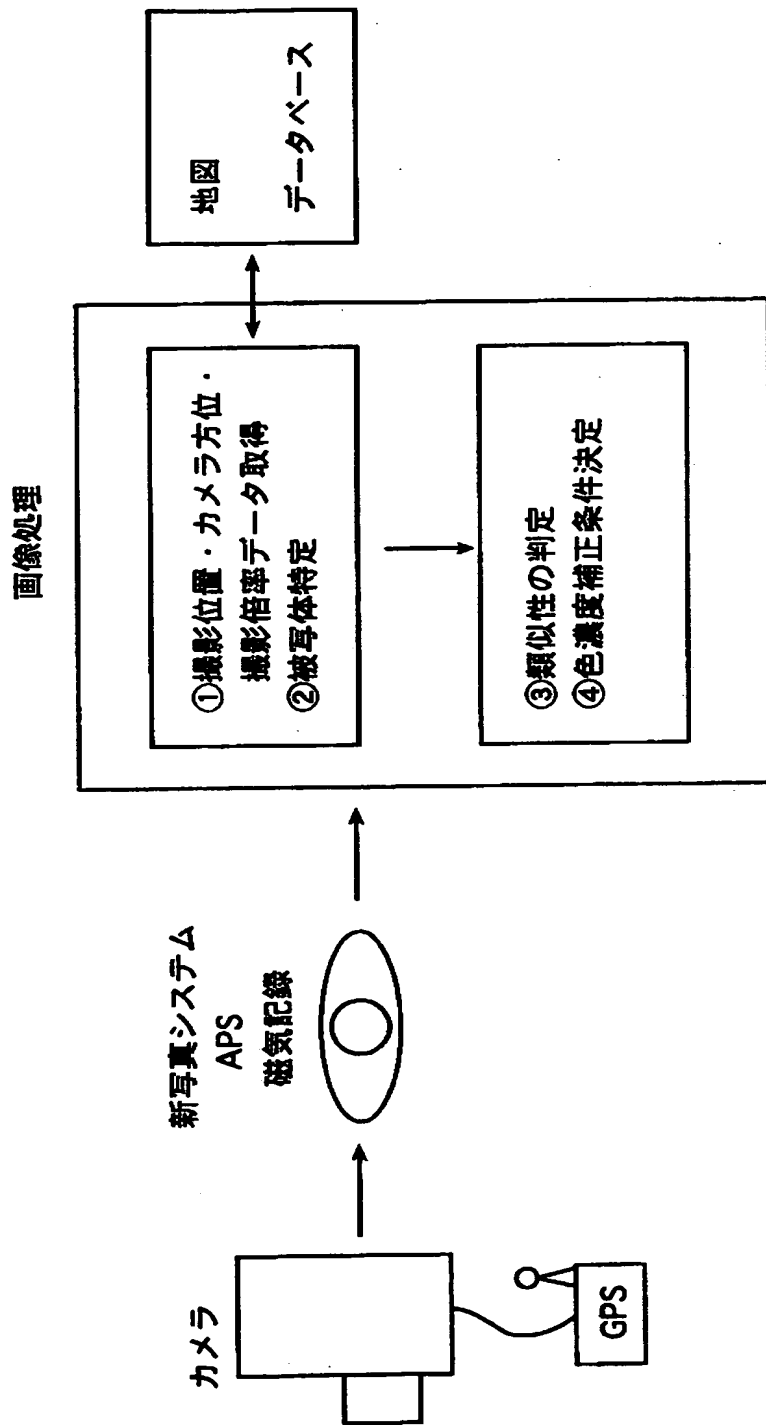 カメラ
GPS
新写真システム
APS
磁気記録
画像処理
①撮影位置・カメラ方位・
撮影倍率データ取得
②被写体特定
③類似性の判定
④色濃度補正条件決定
地図
データベース